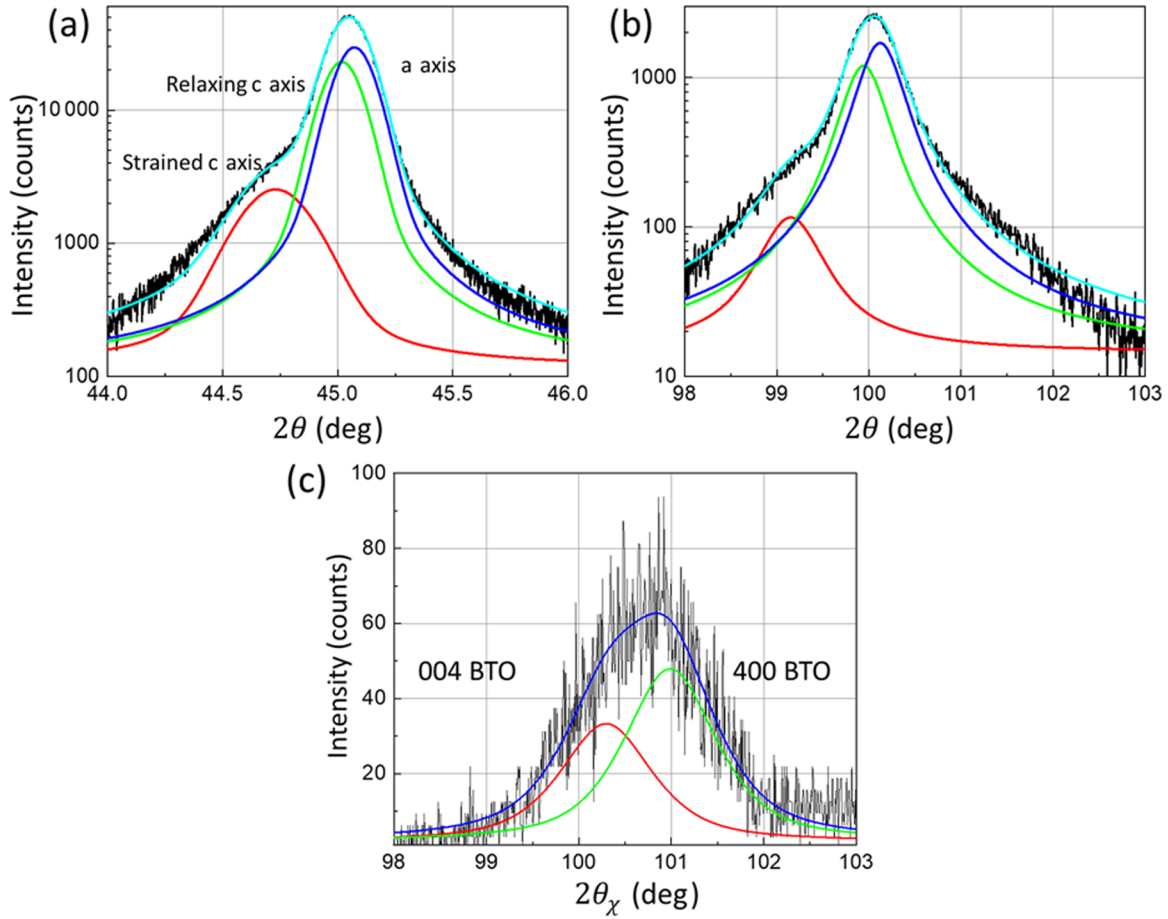 (a)
Intensity (counts)
10000
1000
100
Relaxing c axis
a axis
Strained c axis
44.0 44.5 45.0 45.5 46.0
2θ (deg)
(b)
Intensity (counts)
1000
100
10
98 99 100 101 102 103
2θ (deg)
(c)
Intensity (counts)
100
80
60
40
20
004 BTO 400 BTO
98 99 100 101 102 103
2θχ (deg)